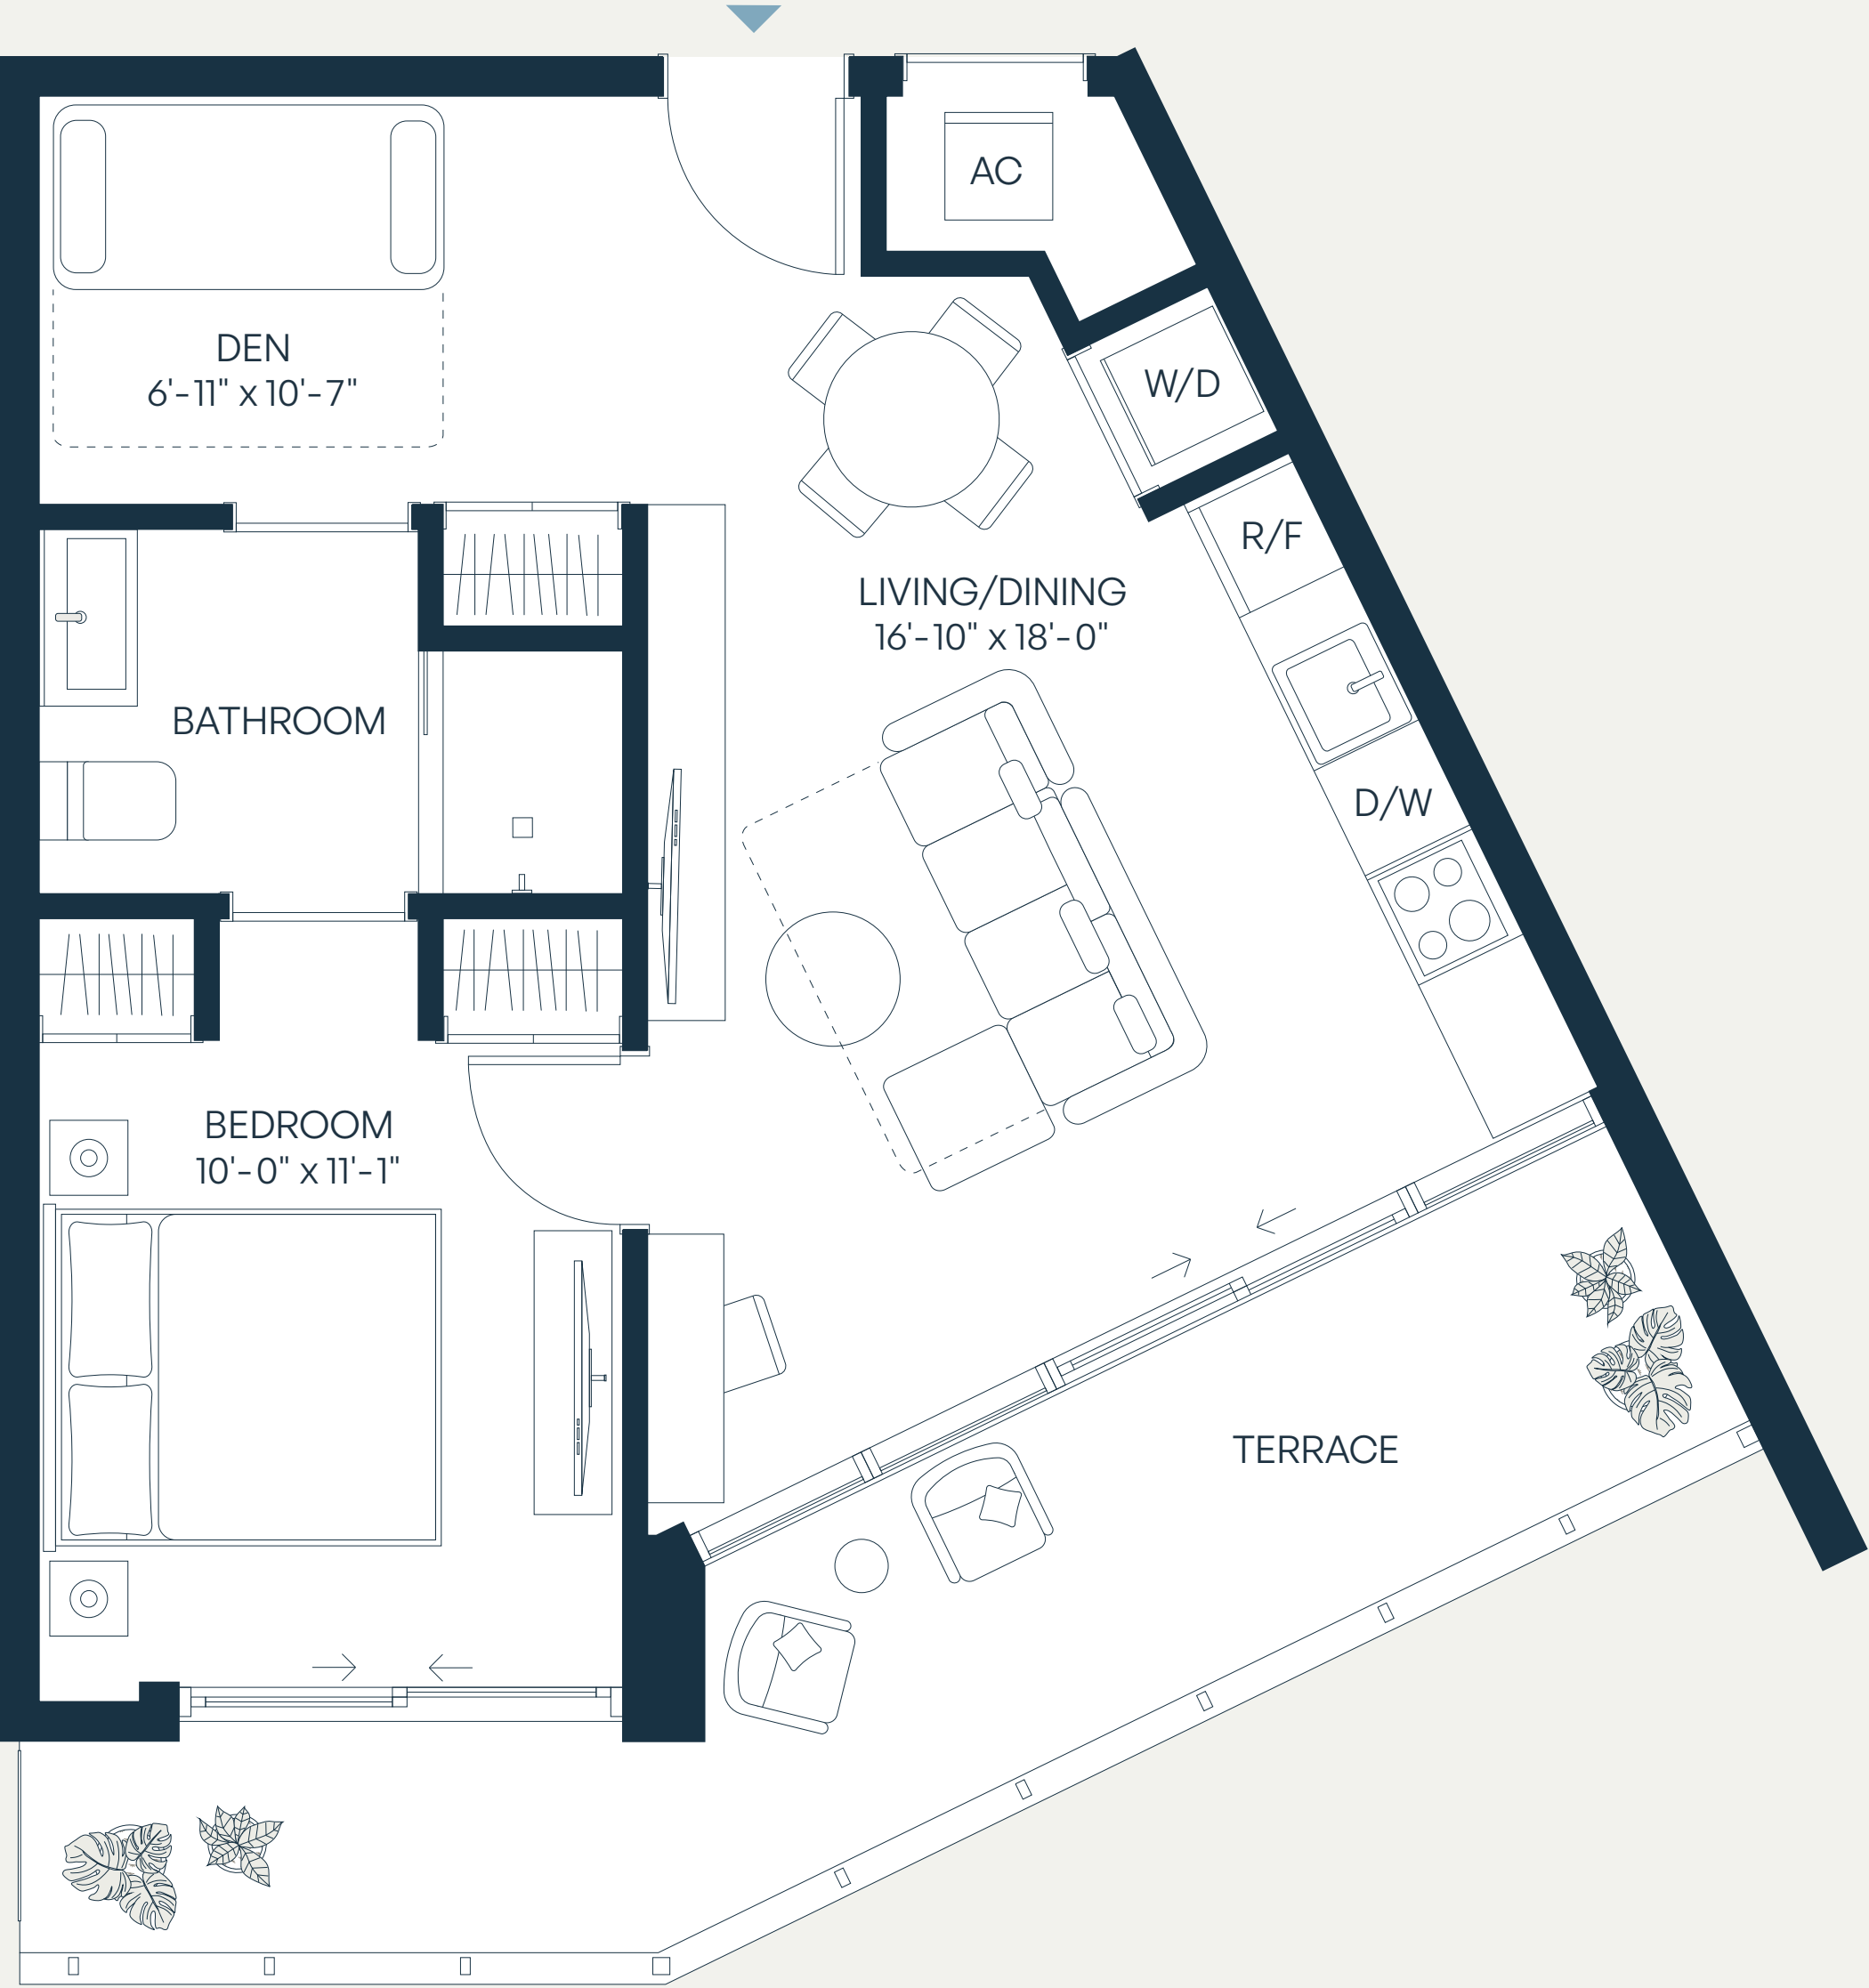 AC
DEN
6'-11" x 10'-7"
W/D
R/F
LIVING/DINING
16'-10" x 18'-0"
BATHROOM
D/W
BEDROOM
10'-0" x 11'-1"
TERRACE